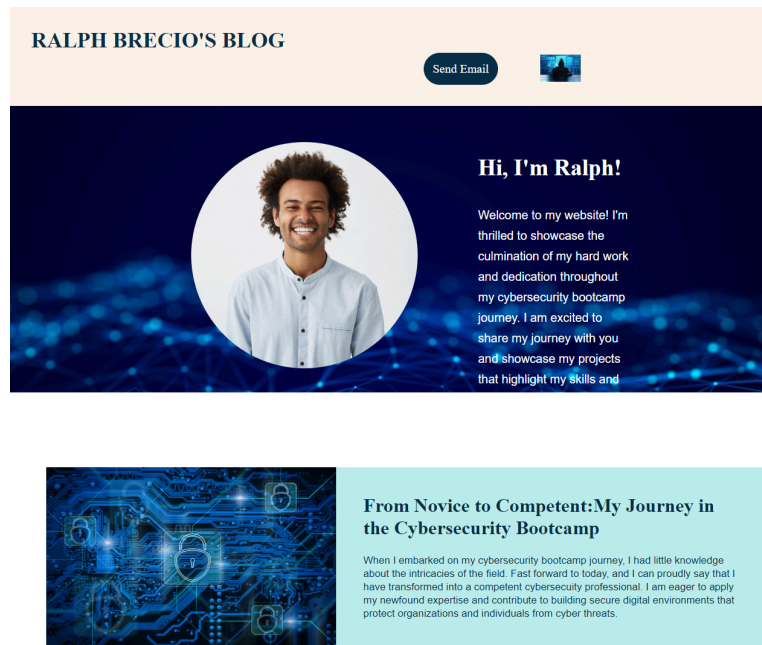 RALPH BRECIO'S BLOG
Send Email
Hi, I'm Ralph!
Welcome to my website! I'm
thrilled to showcase the
culmination of my hard work
and dedication throughout
my cybersecurity bootcamp
journey. I am excited to
share my journey with you
and showcase my projects
that highlight my skills and
From Novice to Competent:My Journey in
the Cybersecurity Bootcamp
When I embarked on my cybersecurity bootcamp journey, I had little knowledge
about the intricacies of the field. Fast forward to today, and I can proudly say that I
have transformed into a competent cybersecuity professional. I am eager to apply
my newfound expertise and contribute to building secure digital environments that
protect organizations and individuals from cyber threats.